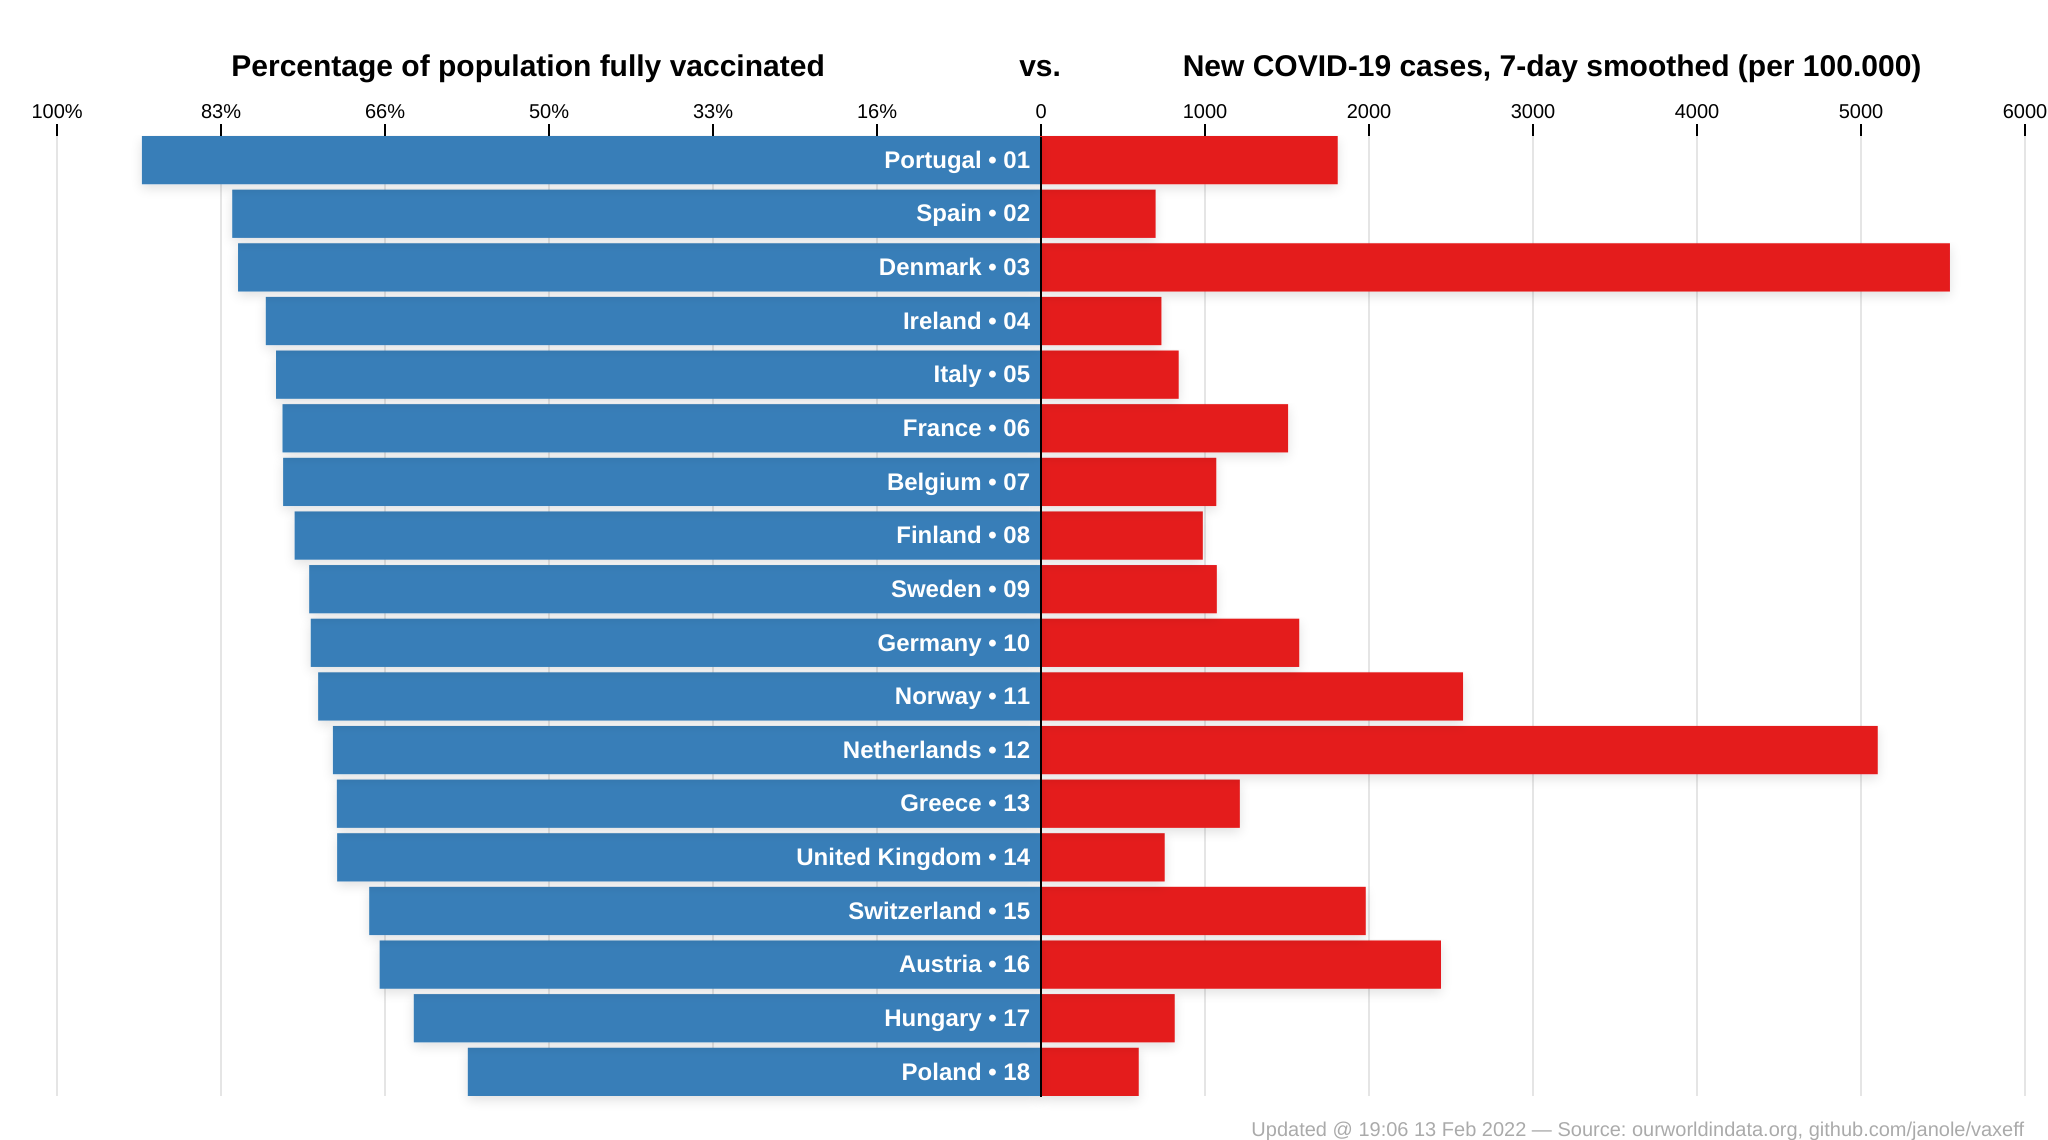 Percentage of population fully vaccinated vs. New COVID-19 cases, 7-day smoothed (per 100.000)
100% 83% 66% 50% 33% 16% 0 1000 2000 3000 4000 5000 6000
Portugal • 01
Spain • 02
Denmark • 03
Ireland • 04
Italy • 05
France • 06
Belgium • 07
Finland • 08
Sweden • 09
Germany • 10
Norway • 11
Netherlands • 12
Greece • 13
United Kingdom • 14
Switzerland • 15
Austria • 16
Hungary • 17
Poland • 18
Updated @ 19:06 13 Feb 2022 — Source: ourworldindata.org, github.com/janole/vaxeff